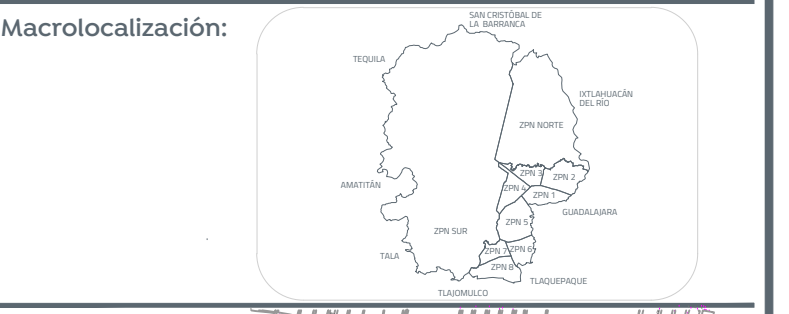 Macrolocalización:
SAN CRISTÓBAL DE
LA BARRANCA
TEQUILA
IXTLAHUACÁN
DEL RÍO
ZPN NORTE
ZPN 3
ZPN 2
AMATITÁN
ZPN 4
ZPN 1
GUADALAJARA
ZPN 5
ZPN SUR
ZPN 7
ZPN 6
TALA
ZPN 8
TLAQUEPAQUE
TLAJOMULCO